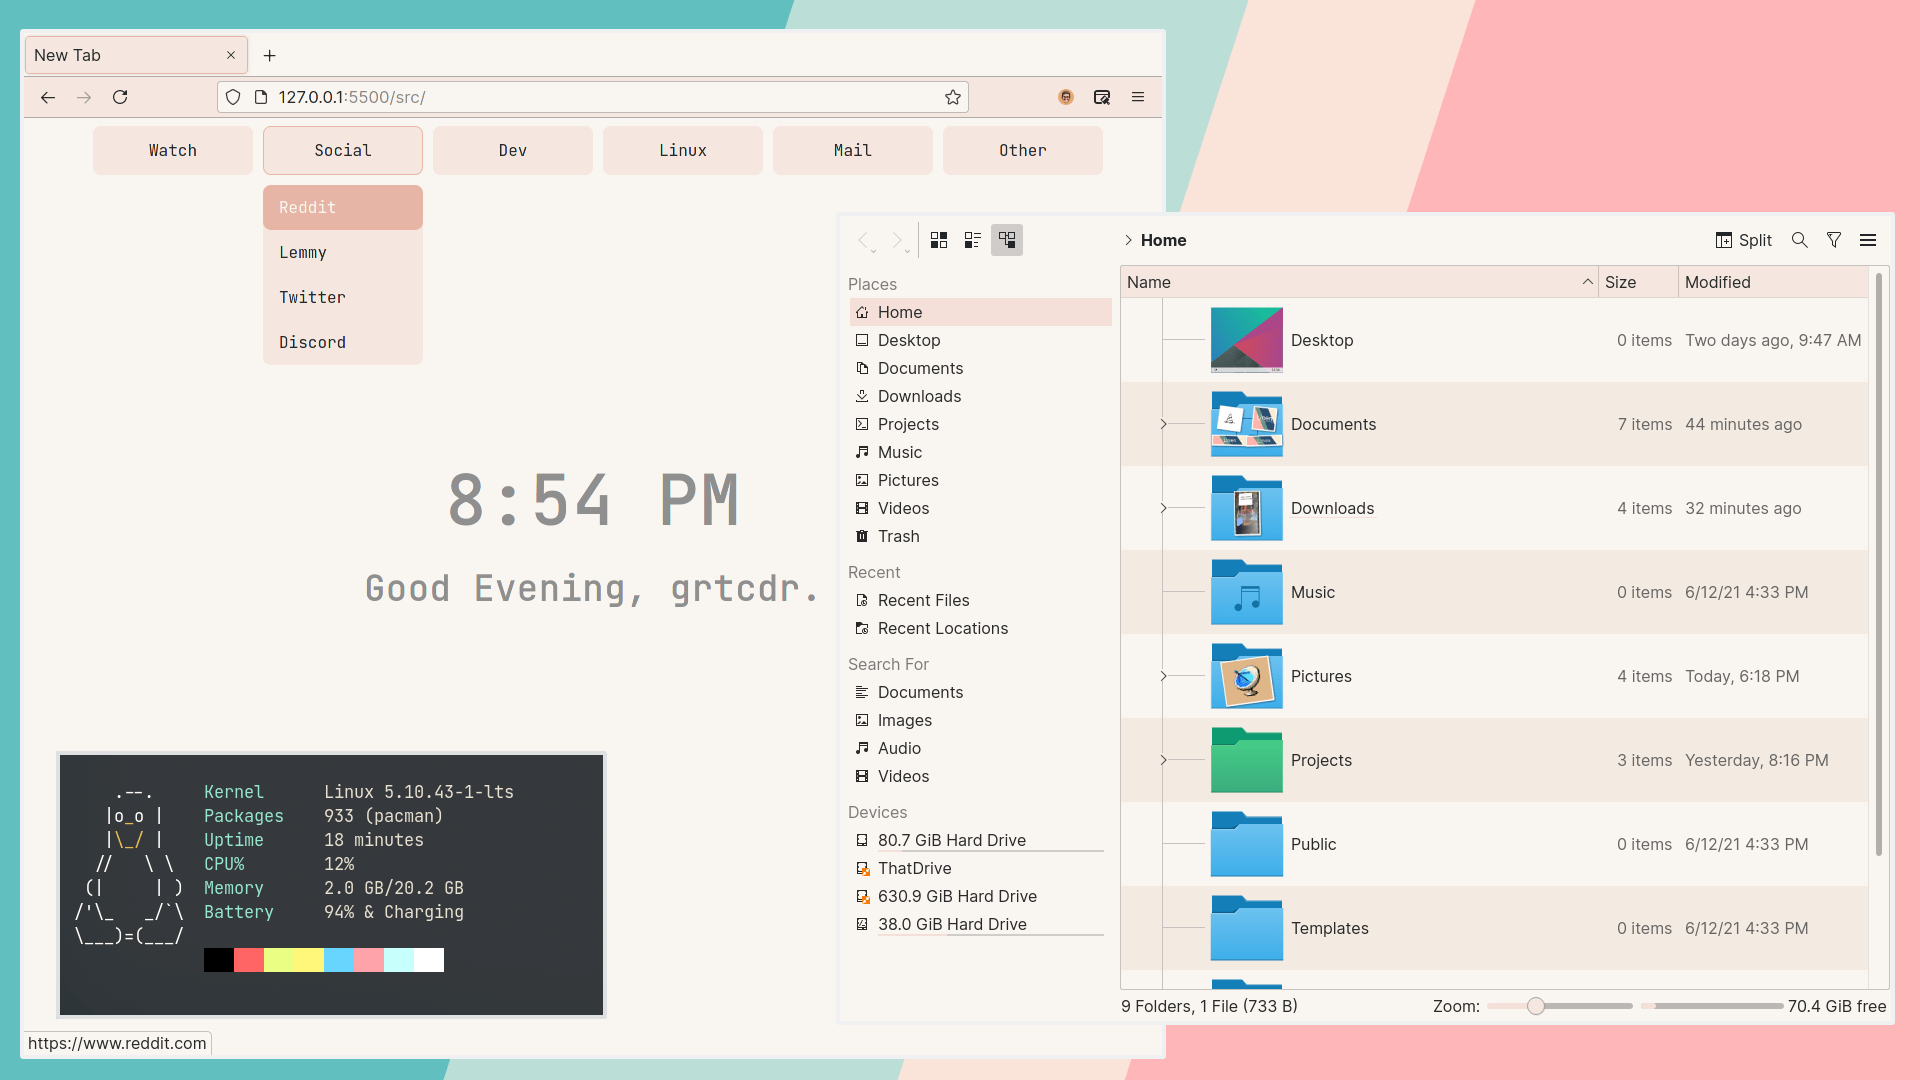 New Tab
127.0.0.1:5500/src/
Watch Social Dev Linux Mail Other
Reddit
Lemmy
Twitter
Discord
8:54 PM
Good Evening, grtcdr.
.--.
|o_o |
|\_/ |
// \ \
(| | )
/'\_ _/`\
\___)=(___/
Kernel Linux 5.10.43-1-lts
Packages 933 (pacman)
Uptime 18 minutes
CPU% 12%
Memory 2.0 GB/20.2 GB
Battery 94% & Charging
https://www.reddit.com
Home
Split
Places
Home
Desktop
Documents
Downloads
Projects
Music
Pictures
Videos
Trash
Recent
Recent Files
Recent Locations
Search For
Documents
Images
Audio
Videos
Devices
80.7 GiB Hard Drive
ThatDrive
630.9 GiB Hard Drive
38.0 GiB Hard Drive
Name Size Modified
Desktop 0 items Two days ago, 9:47 AM
Documents 7 items 44 minutes ago
Downloads 4 items 32 minutes ago
Music 0 items 6/12/21 4:33 PM
Pictures 4 items Today, 6:18 PM
Projects 3 items Yesterday, 8:16 PM
Public 0 items 6/12/21 4:33 PM
Templates 0 items 6/12/21 4:33 PM
9 Folders, 1 File (733 B)
Zoom:
70.4 GiB free